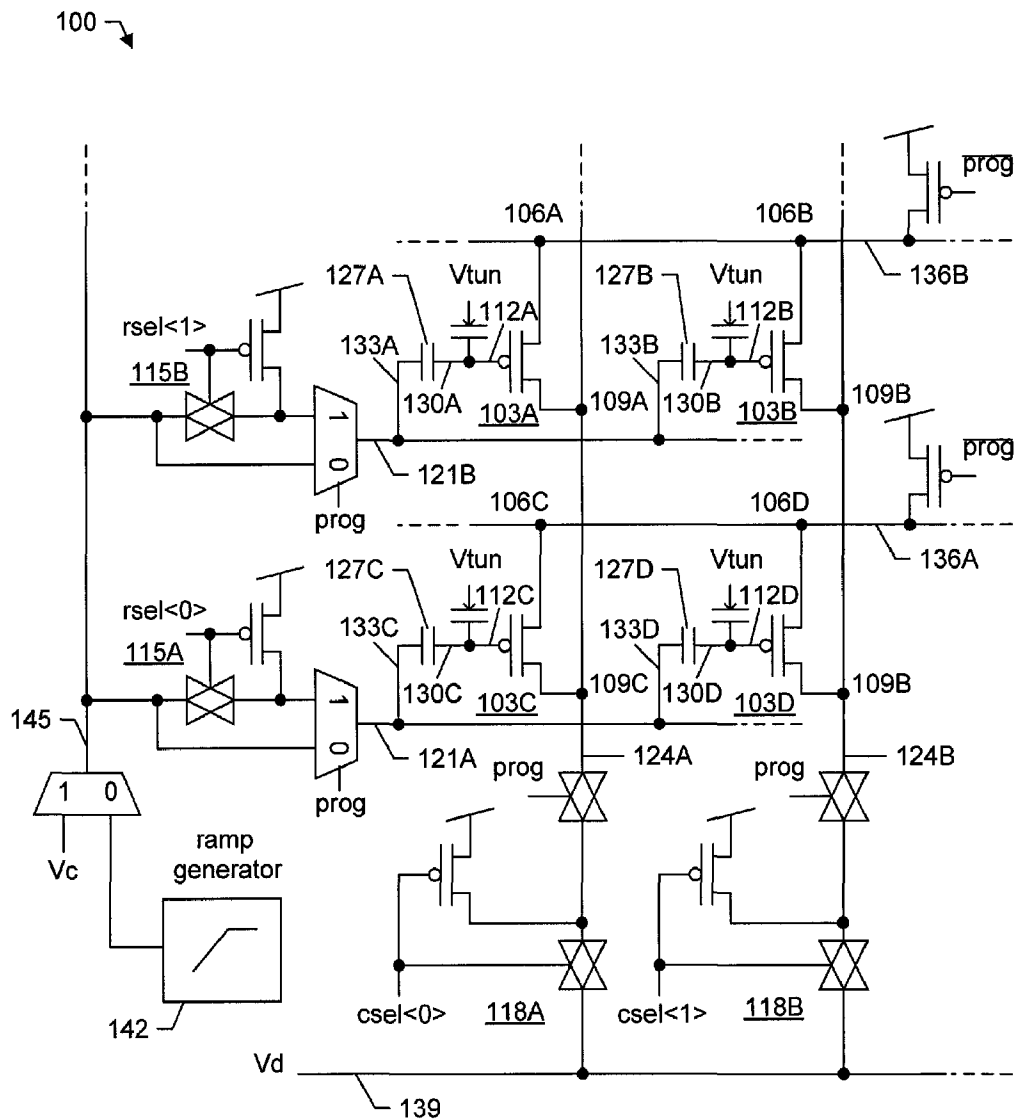 100
prog
106A
106B
136B
127A
Vtun
112A
127B
Vtun
112B
rsel<1>
133A
133B
115B
130A
109A
130B
109B
103A
103B
1
0
121B
prog
prog
106C
106D
136A
127C
Vtun
112C
127D
Vtun
112D
rsel<0>
133C
133D
115A
130C
109C
130D
109B
103C
103D
1
0
145
121A
124A
124B
prog
prog
prog
1 0
Vc
ramp
generator
142
csel<0>
118A
csel<1>
118B
Vd
139